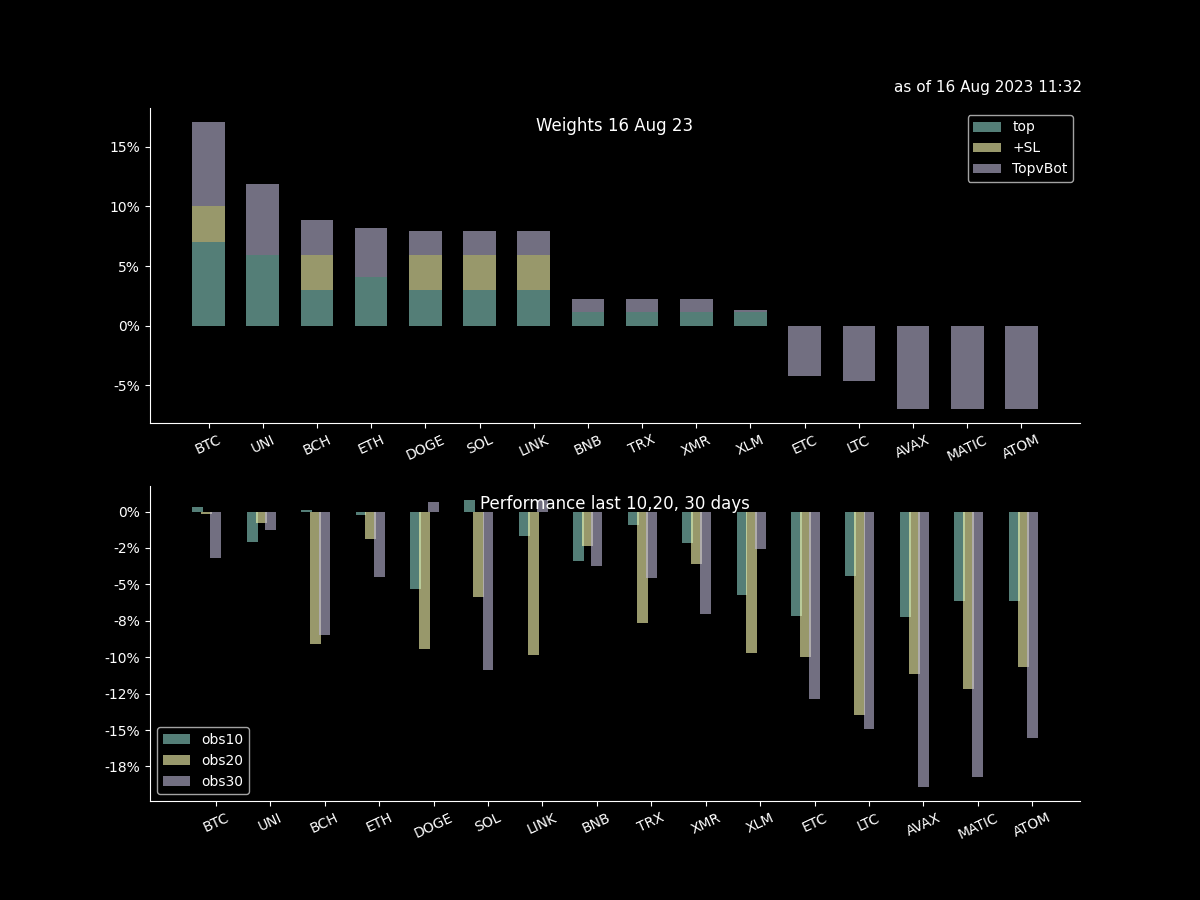 as of 16 Aug 2023 11:32
Weights 16 Aug 23
top
+SL
TopvBot
15%
10%
5%
0%
-5%
BTC UNI BCH ETH DOGE SOL LINK BNB TRX XMR XLM ETC LTC AVAX MATIC ATOM
Performance last 10,20, 30 days
0%
-2%
-5%
-8%
-10%
-12%
-15%
-18%
obs10
obs20
obs30
BTC UNI BCH ETH DOGE SOL LINK BNB TRX XMR XLM ETC LTC AVAX MATIC ATOM